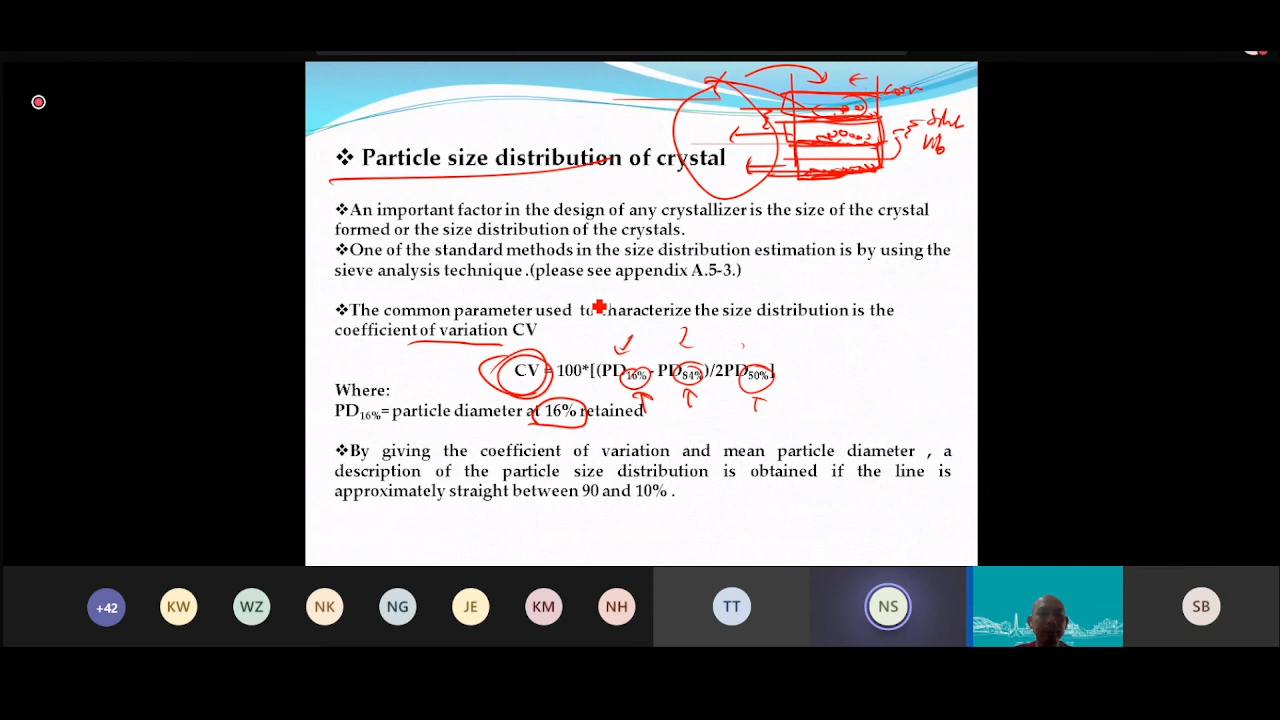 ❖ Particle size distribution of crystal
❖An important factor in the design of any crystallizer is the size of the crystal
formed or the size distribution of the crystals.
❖One of the standard methods in the size distribution estimation is by using the
sieve analysis technique .(please see appendix A.5-3.)
❖The common parameter used to characterize the size distribution is the
coefficient of variation CV
CV = 100*[(PD16% - PD84%)/2PD50%]
Where:
PD16%= particle diameter at 16% retained
❖By giving the coefficient of variation and mean particle diameter , a
description of the particle size distribution is obtained if the line is
approximately straight between 90 and 10% .
+42 KW WZ NK NG JE KM NH TT NS SB